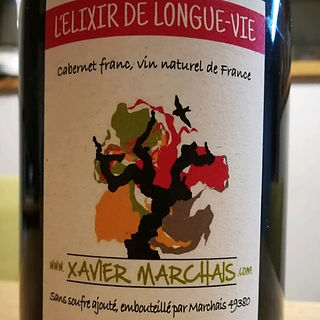 L'ELIXIR DE LONGUE-VIE
Cabernet franc, vin naturel de France
www. XAVIER MARCHAIS .com
Sans soufre ajouté, embouteillé par Marchais 49380